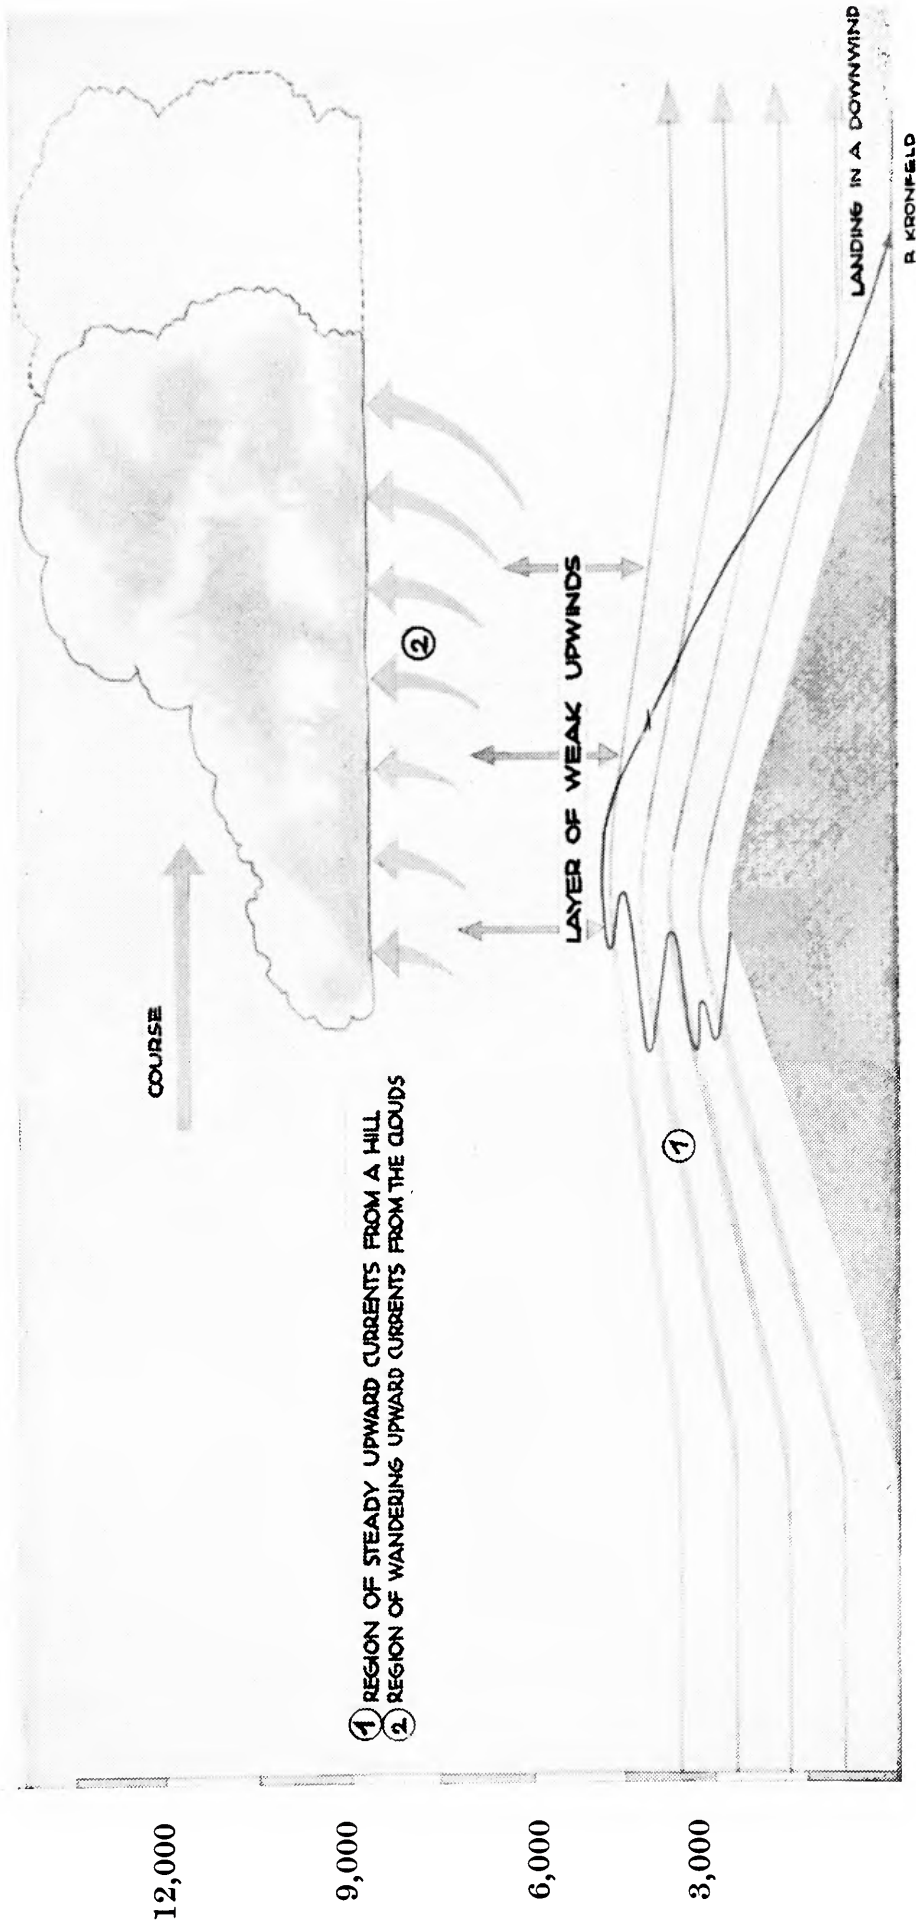 COURSE
① REGION OF STEADY UPWARD CURRENTS FROM A HILL
② REGION OF WANDERING UPWARD CURRENTS FROM THE CLOUDS
②
LAYER OF WEAK UPWINDS
①
LANDING IN A DOWNWIND
R KRONFELD
12,000
9,000
6,000
3,000